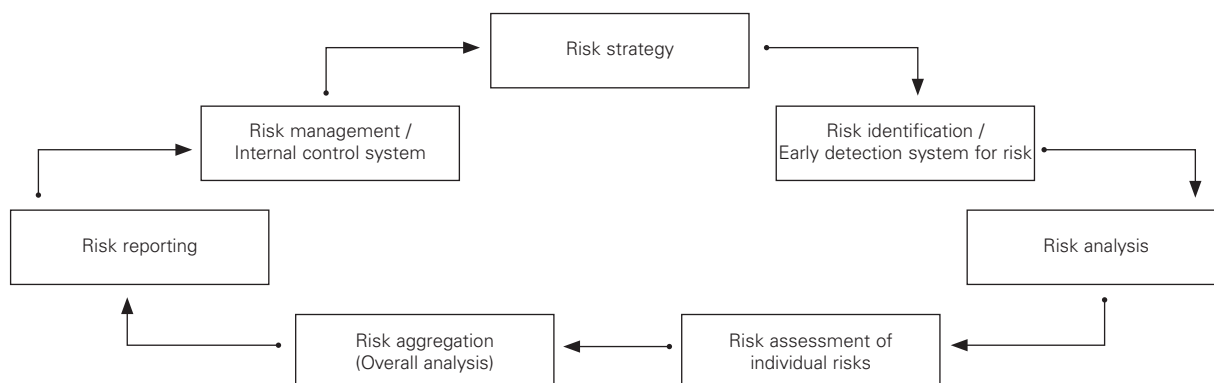 Risk strategy
Risk management /
Internal control system
Risk identification /
Early detection system for risk
Risk reporting
Risk analysis
Risk aggregation
(Overall analysis)
Risk assessment of
individual risks